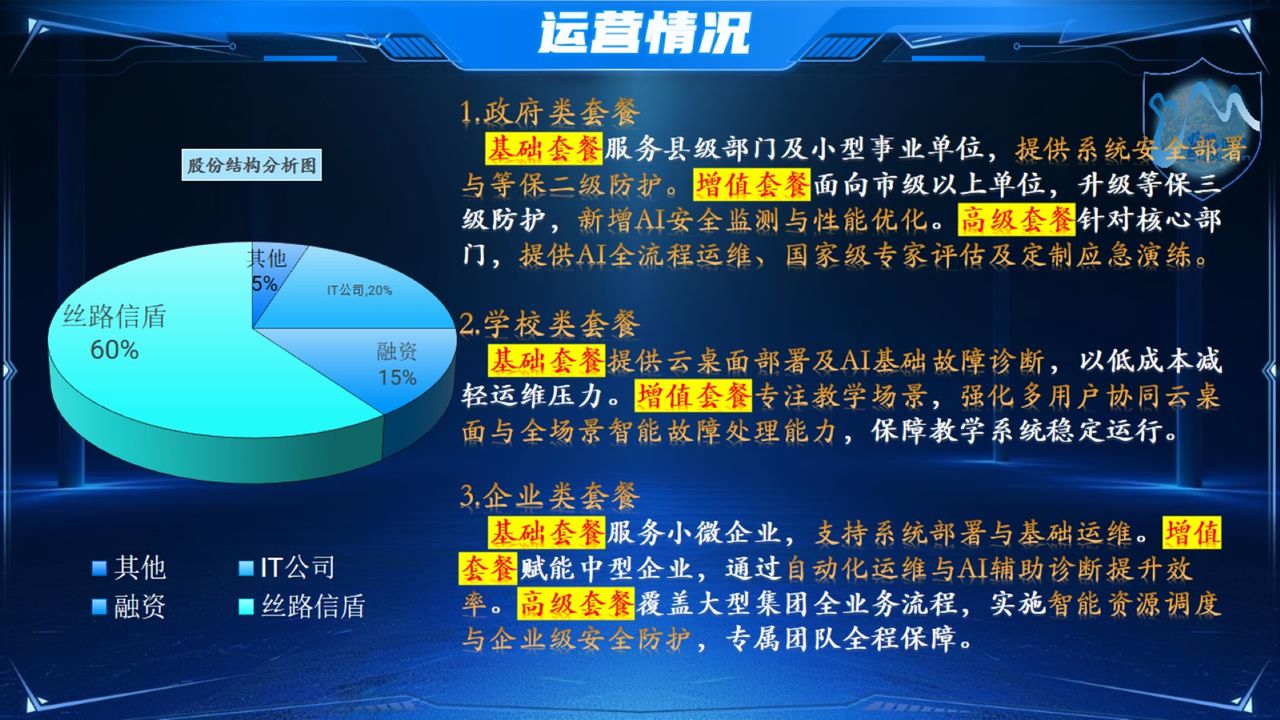 运营情况
股份结构分析图
其他
5%
IT公司,20%
丝路信盾
60%
融资
15%
其他
IT公司
融资
丝路信盾
1.政府类套餐
基础套餐服务县级部门及小型事业单位，提供系统安全部署
与等保二级防护。增值套餐面向市级以上单位，升级等保三
级防护，新增AI安全监测与性能优化。高级套餐针对核心部
门，提供AI全流程运维、国家级专家评估及定制应急演练。
2.学校类套餐
基础套餐提供云桌面部署及AI基础故障诊断，以低成本减
轻运维压力。增值套餐专注教学场景，强化多用户协同云桌
面与全场景智能故障处理能力，保障教学系统稳定运行。
3.企业类套餐
基础套餐服务小微企业，支持系统部署与基础运维。增值
套餐赋能中型企业，通过自动化运维与AI辅助诊断提升效
率。高级套餐覆盖大型集团全业务流程，实施智能资源调度
与企业级安全防护，专属团队全程保障。